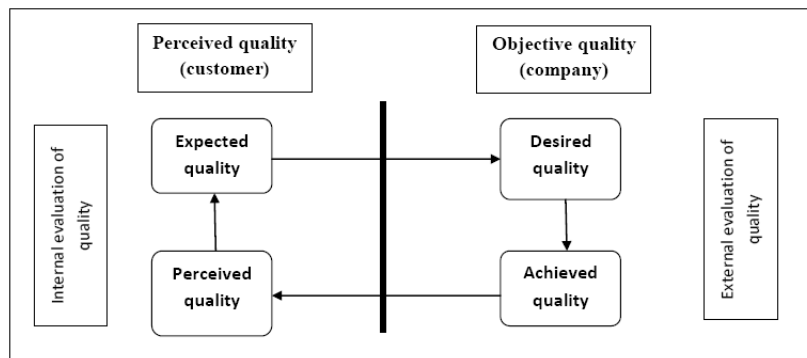 Perceived quality
(customer)
Objective quality
(company)
Internal evaluation of
quality
Expected
quality
Desired
quality
External evaluation of
quality
Perceived
quality
Achieved
quality